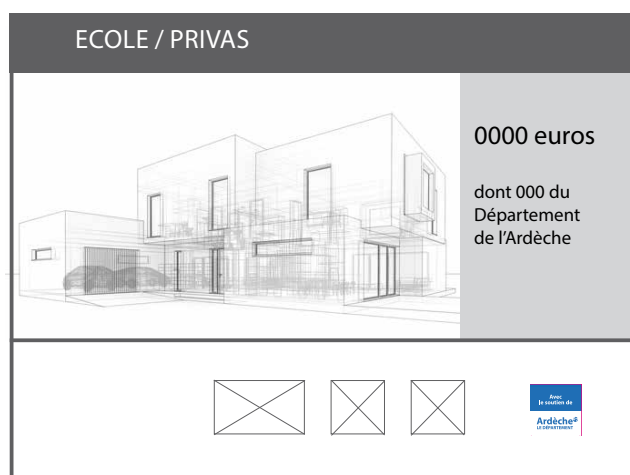 ECOLE / PRIVAS
0000 euros
dont 000 du
Département
de l'Ardèche
Avec
le soutien de
Ardèche
LE DÉPARTEMENT